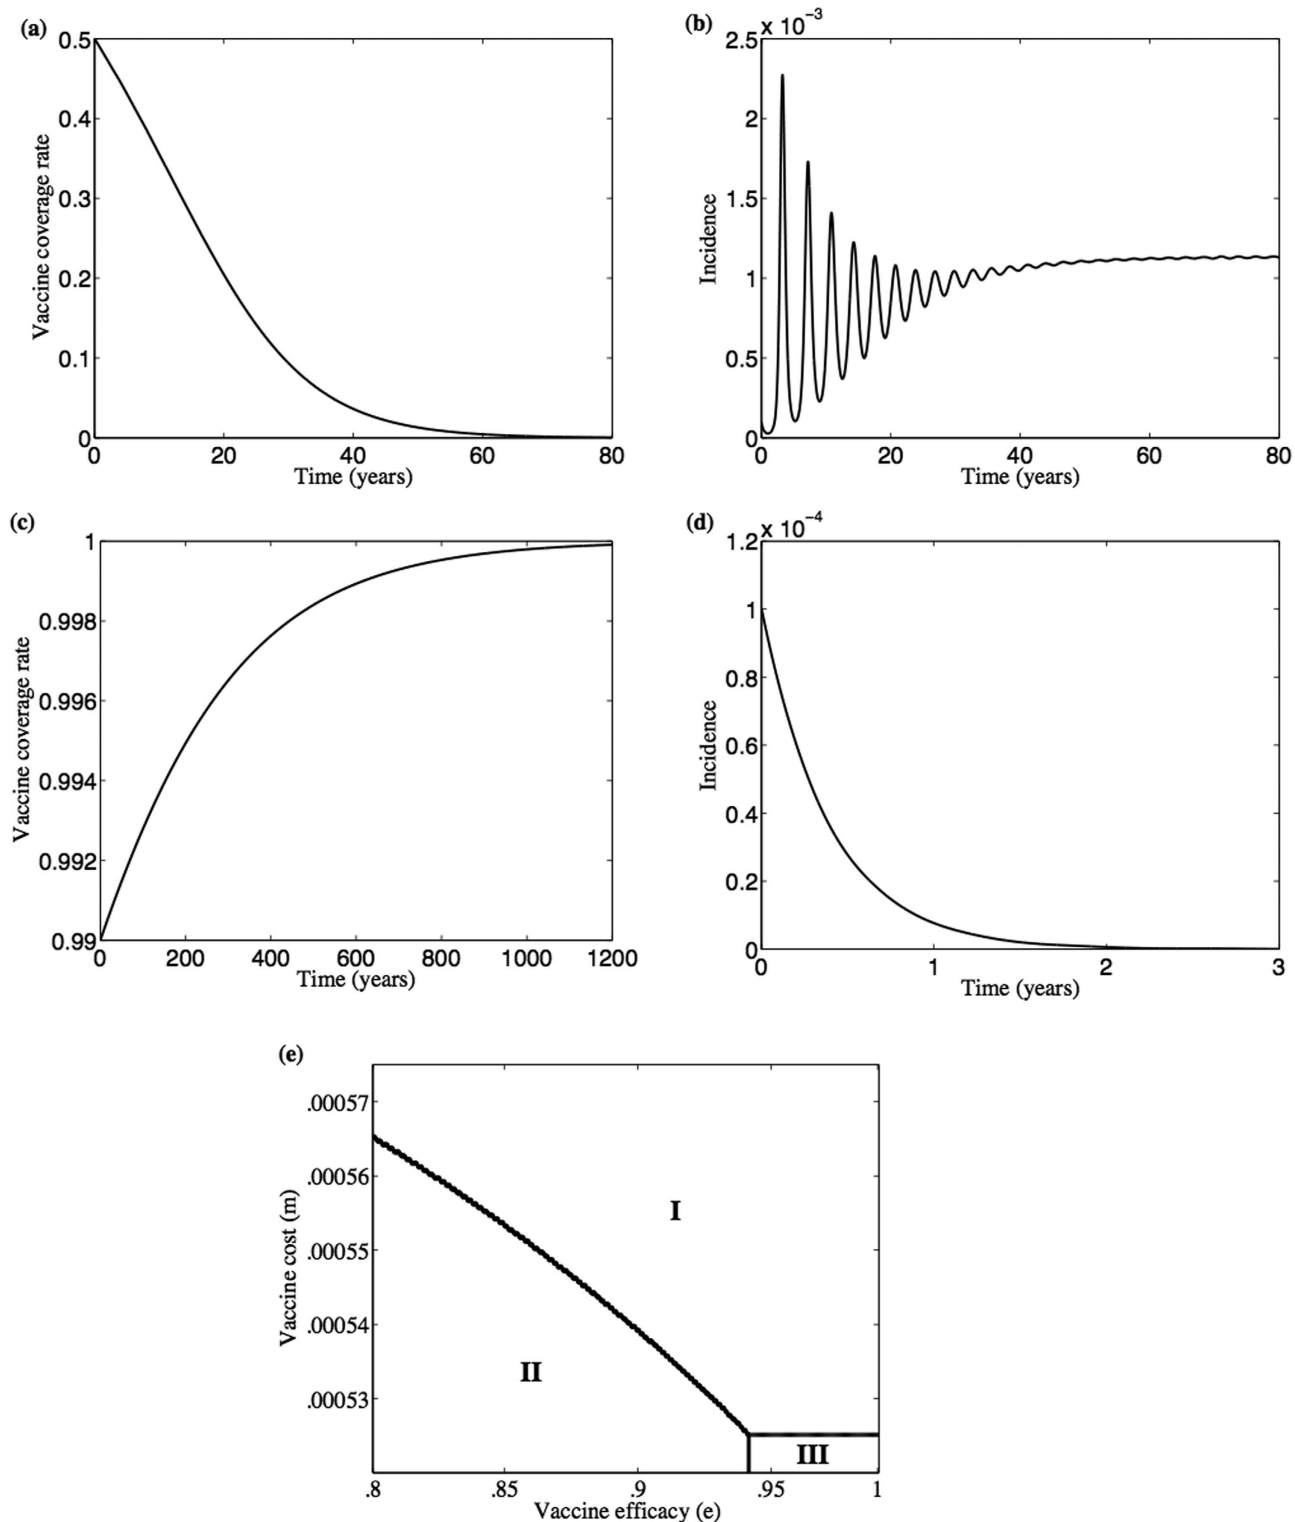 (a)
0.5
0.4
0.3
0.2
0.1
0
0 20 40 60 80
Vaccine coverage rate
Time (years)
(b)
x 10−3
2.5
2
1.5
1
0.5
0
0 20 40 60 80
Incidence
Time (years)
(c)
1
0.998
0.996
0.994
0.992
0.99
0 200 400 600 800 1000 1200
Vaccine coverage rate
Time (years)
(d)
x 10−4
1.2
1
0.8
0.6
0.4
0.2
0
0 1 2 3
Incidence
Time (years)
(e)
.00057
.00056
.00055
.00054
.00053
.8 .85 .9 .95 1
Vaccine cost (m)
Vaccine efficacy (e)
I
II
III